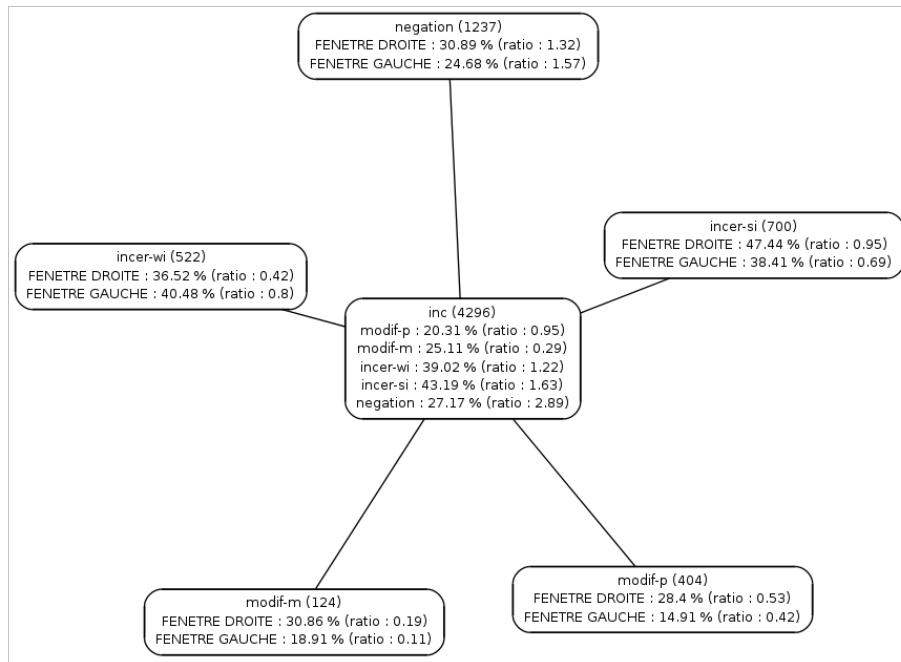 negation (1237)
FENETRE DROITE : 30.89 % (ratio : 1.32)
FENETRE GAUCHE : 24.68 % (ratio : 1.57)
incer-si (700)
FENETRE DROITE : 47.44 % (ratio : 0.95)
FENETRE GAUCHE : 38.41 % (ratio : 0.69)
incer-wi (522)
FENETRE DROITE : 36.52 % (ratio : 0.42)
FENETRE GAUCHE : 40.48 % (ratio : 0.8)
inc (4296)
modif-p : 20.31 % (ratio : 0.95)
modif-m : 25.11 % (ratio : 0.29)
incer-wi : 39.02 % (ratio : 1.22)
incer-si : 43.19 % (ratio : 1.63)
negation : 27.17 % (ratio : 2.89)
modif-m (124)
FENETRE DROITE : 30.86 % (ratio : 0.19)
FENETRE GAUCHE : 18.91 % (ratio : 0.11)
modif-p (404)
FENETRE DROITE : 28.4 % (ratio : 0.53)
FENETRE GAUCHE : 14.91 % (ratio : 0.42)